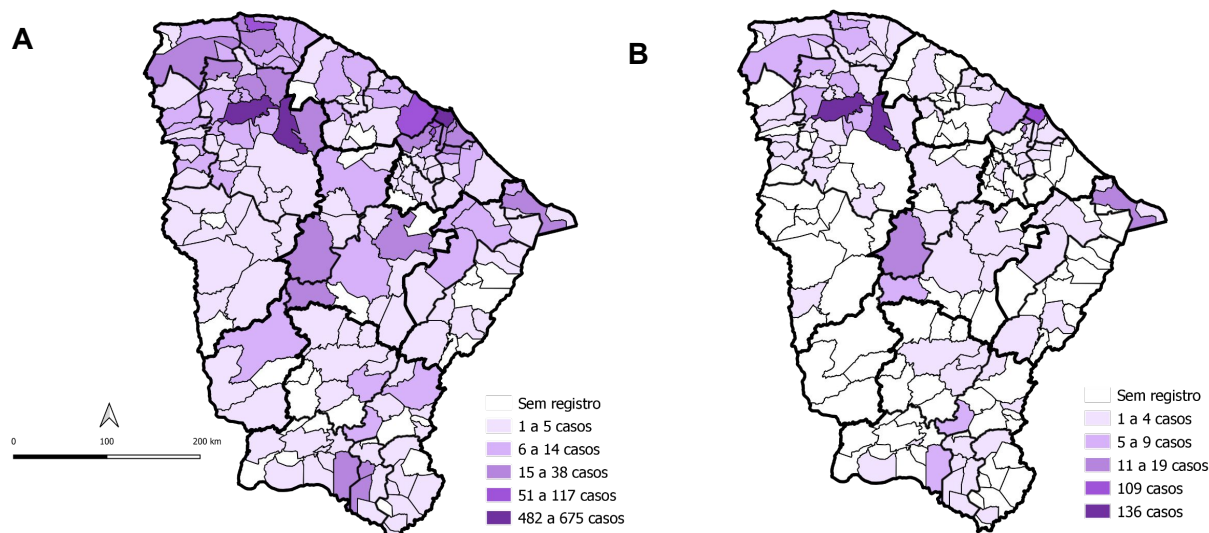 A
B
Sem registro
1 a 5 casos
6 a 14 casos
15 a 38 casos
51 a 117 casos
482 a 675 casos
0 100 200 km
Sem registro
1 a 4 casos
5 a 9 casos
11 a 19 casos
109 casos
136 casos